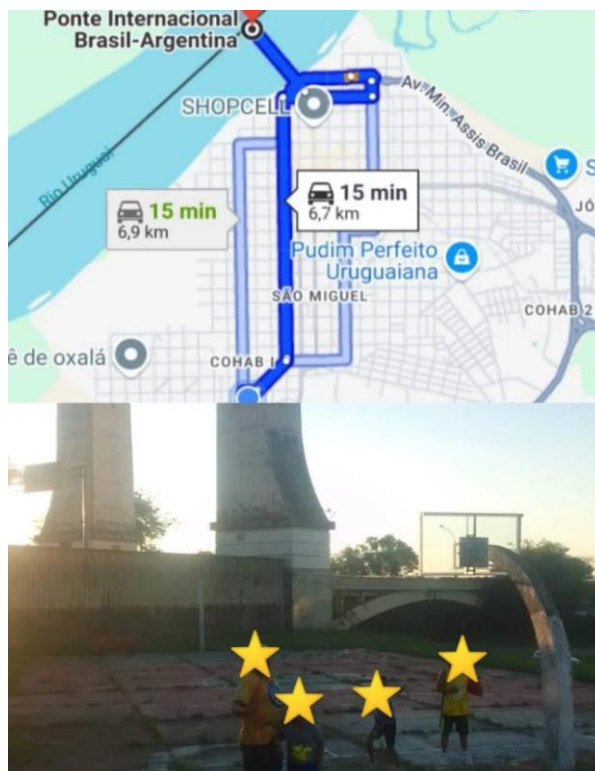 Ponte Internacional
Brasil-Argentina
SHOPCELL
Av. Min. Assis Brasil
Rio Uruguai
S
JÓ
15 min
6,9 km
15 min
6,7 km
Pudim Perfeito
Uruguaiana
SÃO MIGUEL
COHAB 2
ê de oxalá
COHAB I